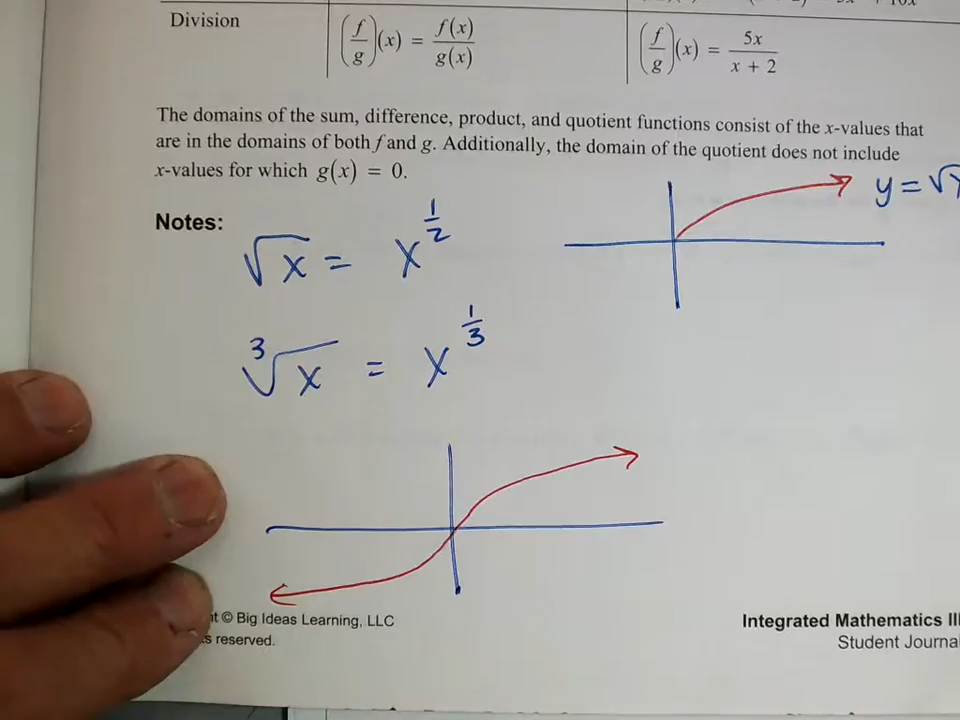 Division (f/g)(x) = f(x)/g(x) (f/g)(x) = 5x/x + 2
The domains of the sum, difference, product, and quotient functions consist of the x-values that
are in the domains of both f and g. Additionally, the domain of the quotient does not include
x-values for which g(x) = 0.
y = √x
Notes:
√x = x^(1/2)
³√x = x^(1/3)
© Big Ideas Learning, LLC
reserved.
Integrated Mathematics III
Student